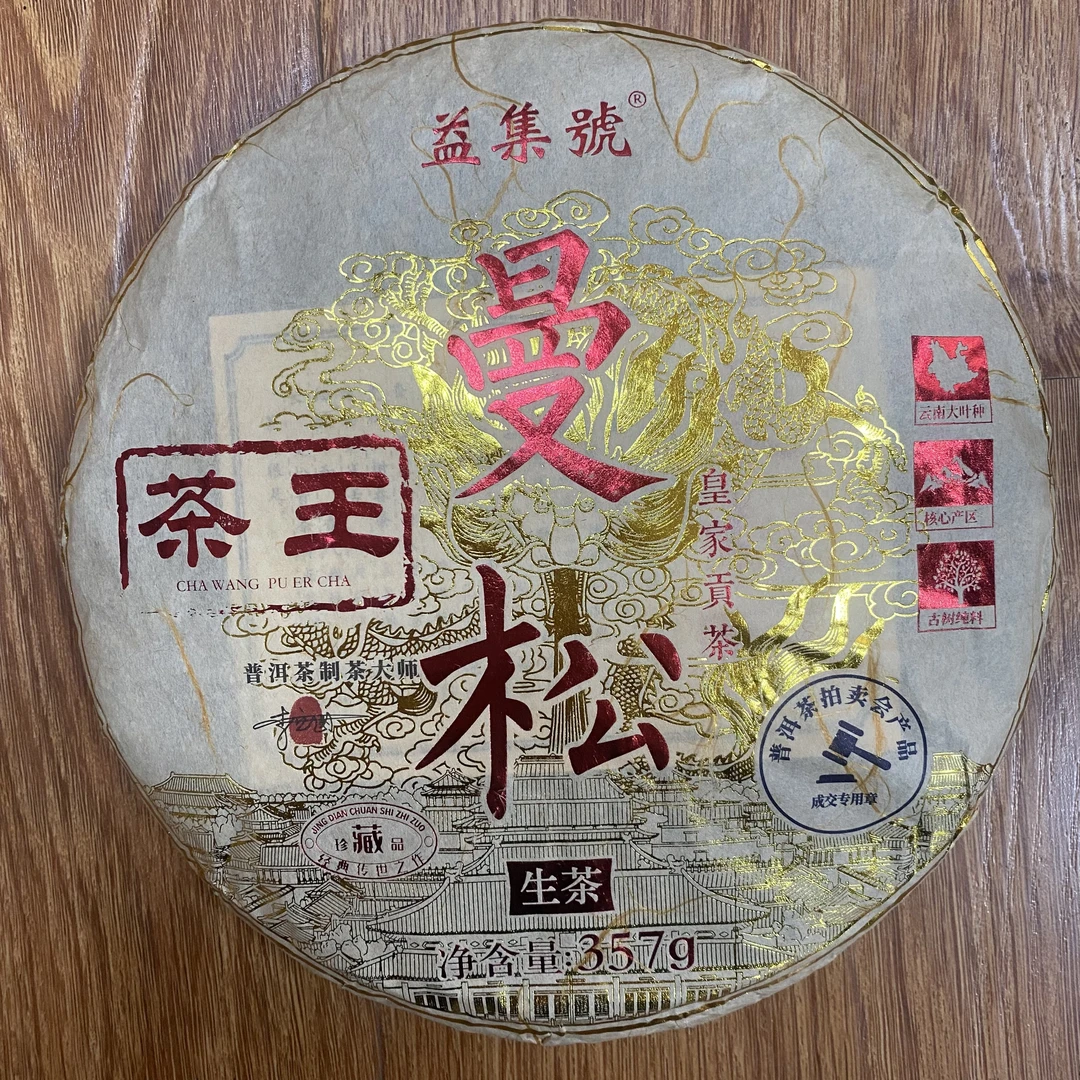 益集號®
曼松
皇家貢茶
茶王
CHA WANG PU ER CHA
普洱茶制茶大师
云南大叶种
核心产区
古树纯料
普洱茶拍卖会产品
成交专用章
JING DIAN CHUAN SHI ZHI ZUO
珍藏品
经典传世之作
生茶
净含量:357g